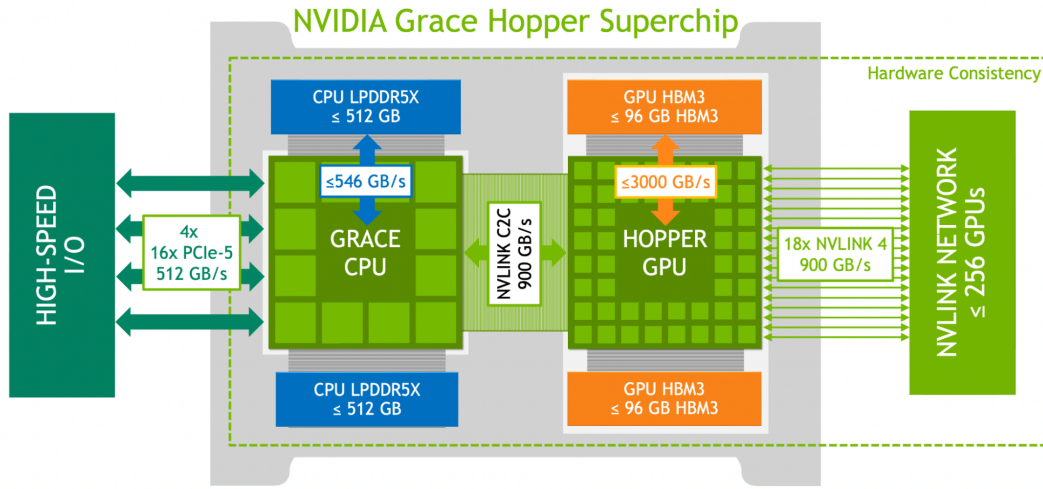 NVIDIA Grace Hopper Superchip
Hardware Consistency
CPU LPDDR5X
≤ 512 GB
GPU HBM3
≤ 96 GB HBM3
HIGH-SPEED
I/O
4x
16x PCIe-5
512 GB/s
≤546 GB/s
GRACE
CPU
NVLINK C2C
900 GB/s
≤3000 GB/s
HOPPER
GPU
18x NVLINK 4
900 GB/s
NVLINK NETWORK
≤ 256 GPUs
CPU LPDDR5X
≤ 512 GB
GPU HBM3
≤ 96 GB HBM3